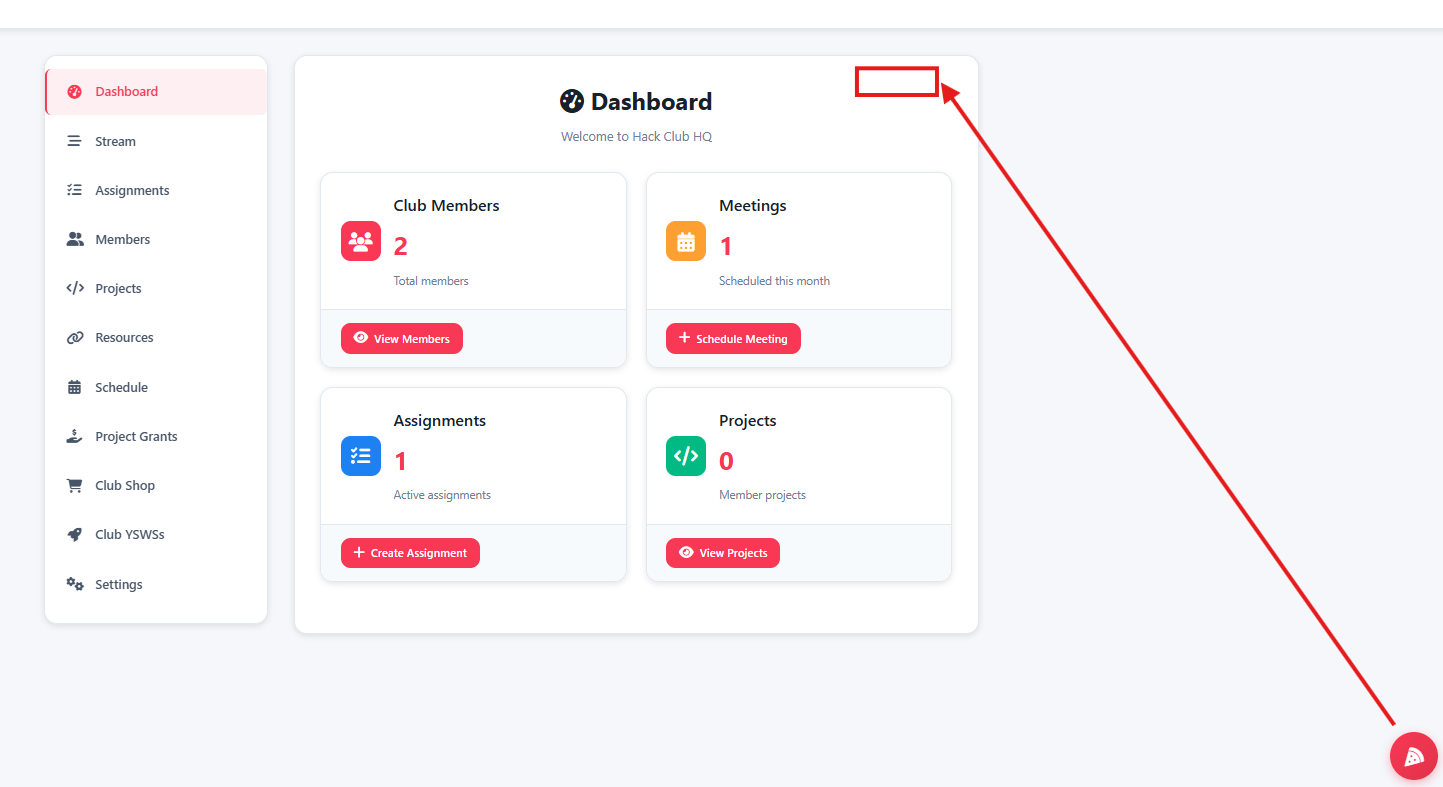 Dashboard
Stream
Assignments
Members
Projects
Resources
Schedule
Project Grants
Club Shop
Club YSWSs
Settings
Dashboard
Welcome to Hack Club HQ
Club Members
2
Total members
View Members
Meetings
1
Scheduled this month
Schedule Meeting
Assignments
1
Active assignments
Create Assignment
Projects
0
Member projects
View Projects